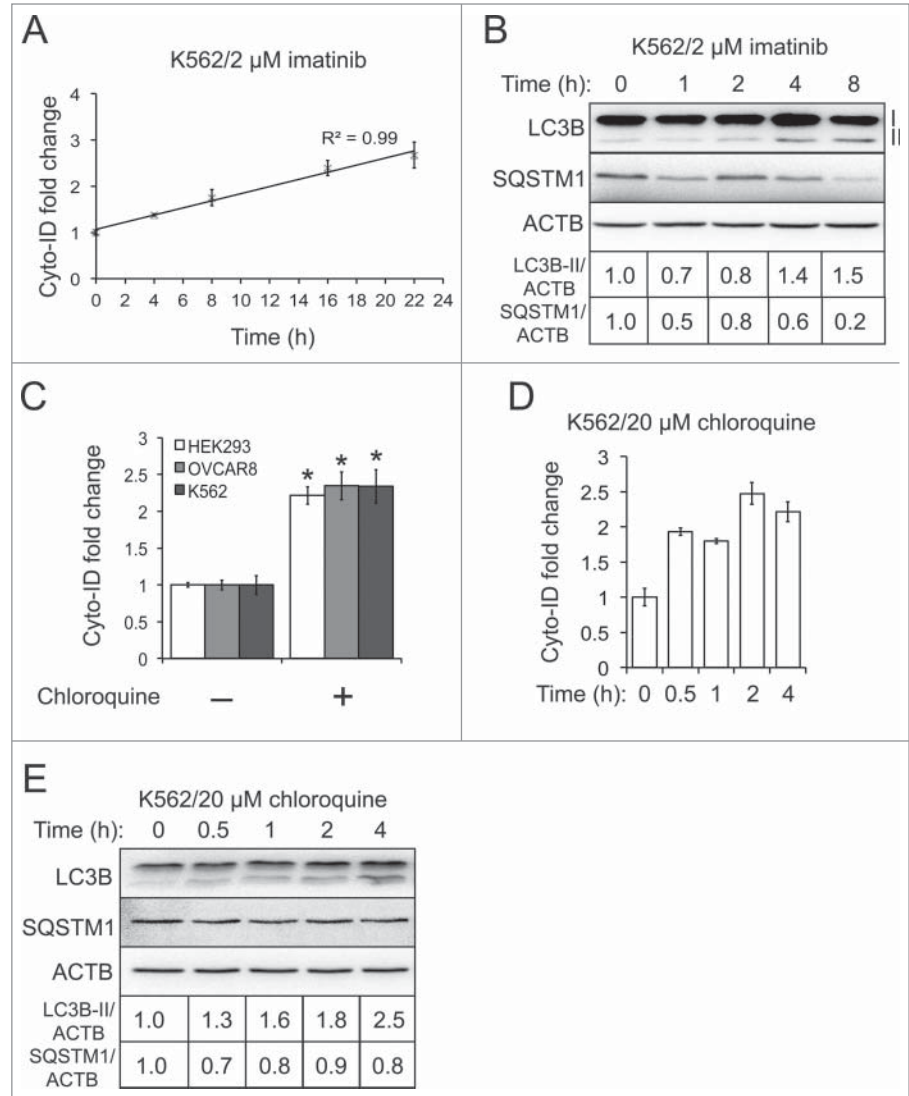 A
K562/2 µM imatinib
R² = 0.99
Cyto-ID fold change
4
3
2
1
0
0 2 4 6 8 10 12 14 16 18 20 22 24
Time (h)
B
K562/2 µM imatinib
Time (h): 0 1 2 4 8
LC3B
I
II
SQSTM1
ACTB
LC3B-II/
ACTB
1.0 0.7 0.8 1.4 1.5
SQSTM1/
ACTB
1.0 0.5 0.8 0.6 0.2
C
Cyto-ID fold change
3
2.5
2
1.5
1
0.5
0
HEK293
OVCAR8
K562
* * *
Chloroquine – +
D
K562/20 µM chloroquine
Cyto-ID fold change
3
2.5
2
1.5
1
0.5
0
Time (h): 0 0.5 1 2 4
E
K562/20 µM chloroquine
Time (h): 0 0.5 1 2 4
LC3B
SQSTM1
ACTB
LC3B-II/
ACTB
1.0 1.3 1.6 1.8 2.5
SQSTM1/
ACTB
1.0 0.7 0.8 0.9 0.8